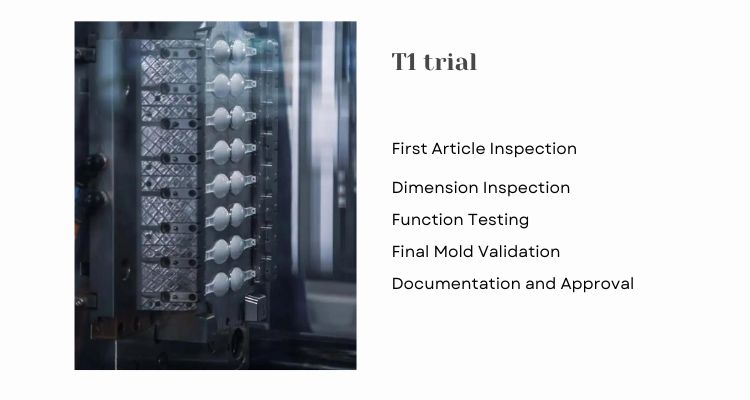 T1 trial
First Article Inspection
Dimension Inspection
Function Testing
Final Mold Validation
Documentation and Approval